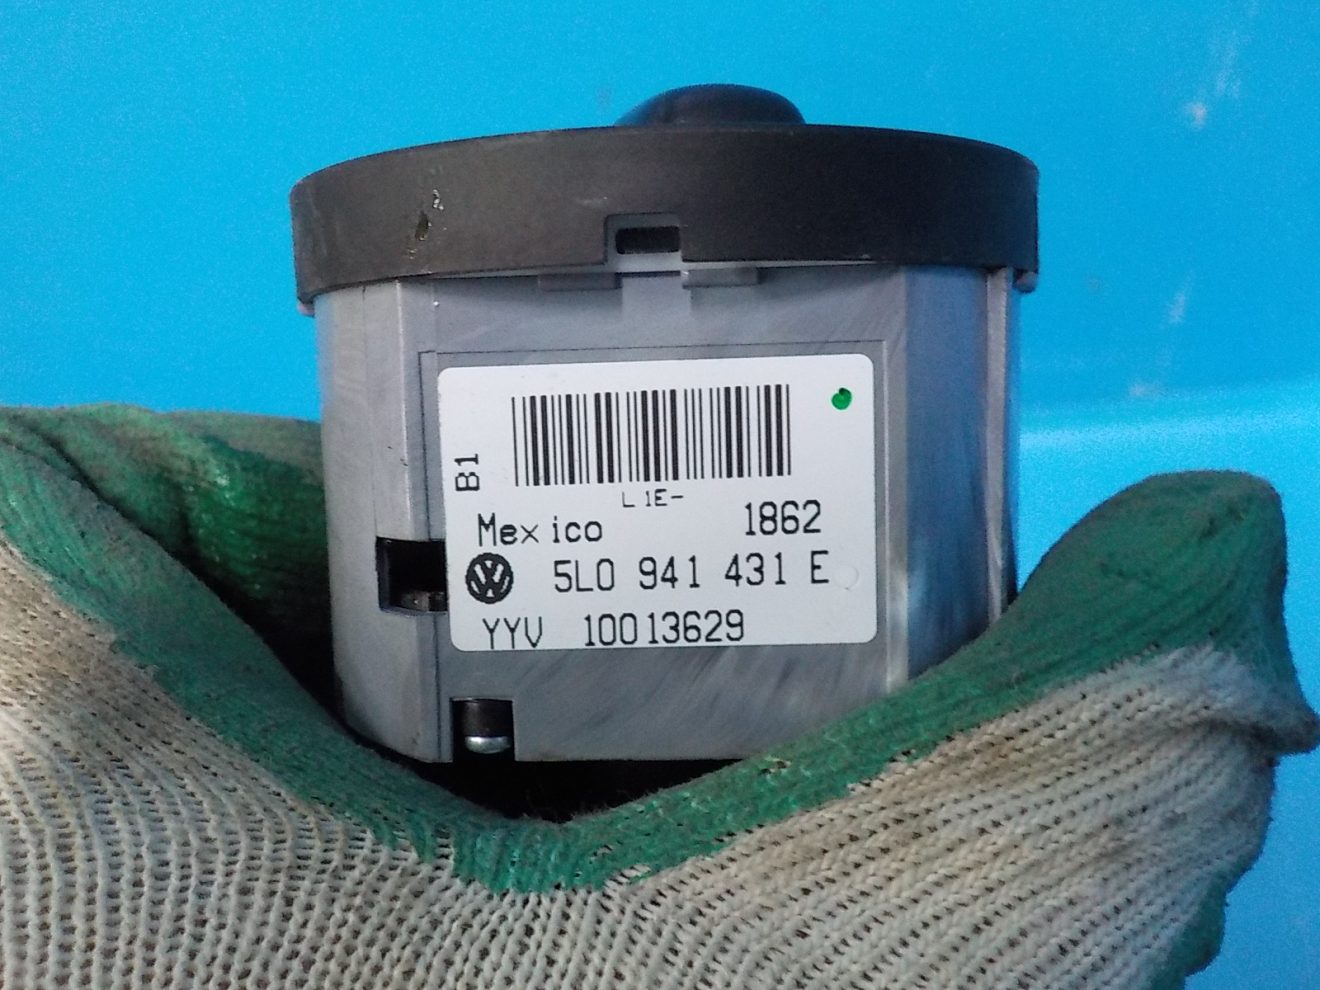 B1
L1E-
Mexico 1862
5L0 941 431 E
YYV 10013629